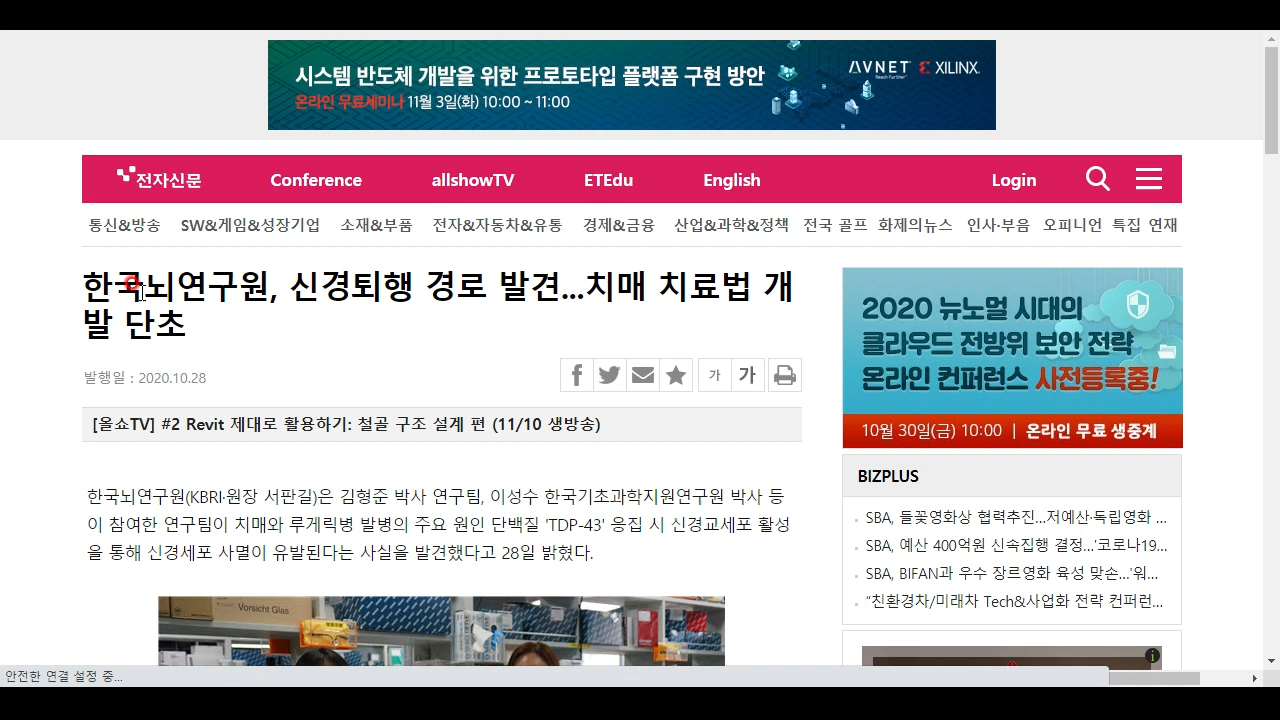 시스템 반도체 개발을 위한 프로토타입 플랫폼 구현 방안
온라인 무료세미나 11월 3일(화) 10:00 ~ 11:00
AVNET
Reach Further
XILINX
전자신문 Conference allshowTV ETEdu English Login
통신&방송 SW&게임&성장기업 소재&부품 전자&자동차&유통 경제&금융 산업&과학&정책 전국 골프 화제의뉴스 인사·부음 오피니언 특집 연재
한국뇌연구원, 신경퇴행 경로 발견...치매 치료법 개
발 단초
발행일 : 2020.10.28
가 가
[올쇼TV] #2 Revit 제대로 활용하기: 철골 구조 설계 편 (11/10 생방송)
한국뇌연구원(KBRI·원장 서판길)은 김형준 박사 연구팀, 이성수 한국기초과학지원연구원 박사 등
이 참여한 연구팀이 치매와 루게릭병 발병의 주요 원인 단백질 'TDP-43' 응집 시 신경교세포 활성
을 통해 신경세포 사멸이 유발된다는 사실을 발견했다고 28일 밝혔다.
Vorsicht Glas
2020 뉴노멀 시대의
클라우드 전방위 보안 전략
온라인 컨퍼런스 사전등록중!
10월 30일(금) 10:00 | 온라인 무료 생중계
BIZPLUS
SBA, 들꽃영화상 협력추진...저예산·독립영화 ...
SBA, 예산 400억원 신속집행 결정...'코로나19...
SBA, BIFAN과 우수 장르영화 육성 맞손...'워...
"친환경차/미래차 Tech&사업화 전략 컨퍼런...
안전한 연결 설정 중...